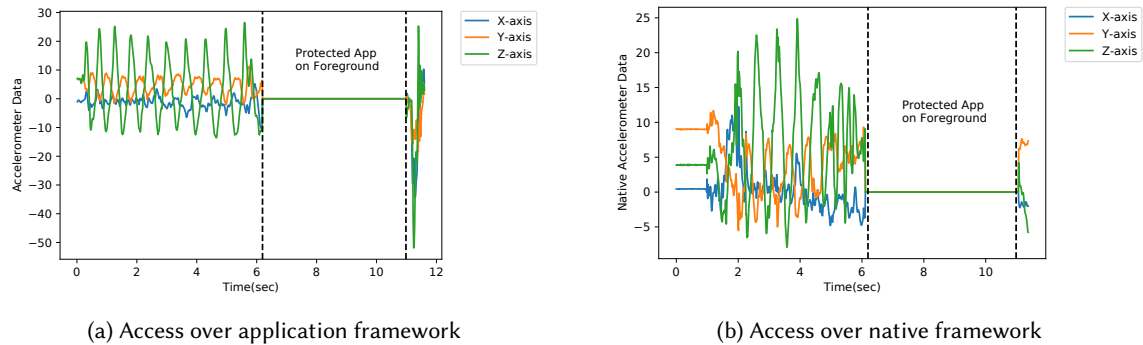 30
20
10
0
−10
−20
−30
−40
−50
Accelerometer Data
0 2 4 6 8 10 12
Time(sec)
Protected App
on Foreground
X-axis
Y-axis
Z-axis
(a) Access over application framework
25
20
15
10
5
0
−5
Native Accelerometer Data
0 2 4 6 8 10
Time(sec)
Protected App
on Foreground
X-axis
Y-axis
Z-axis
(b) Access over native framework